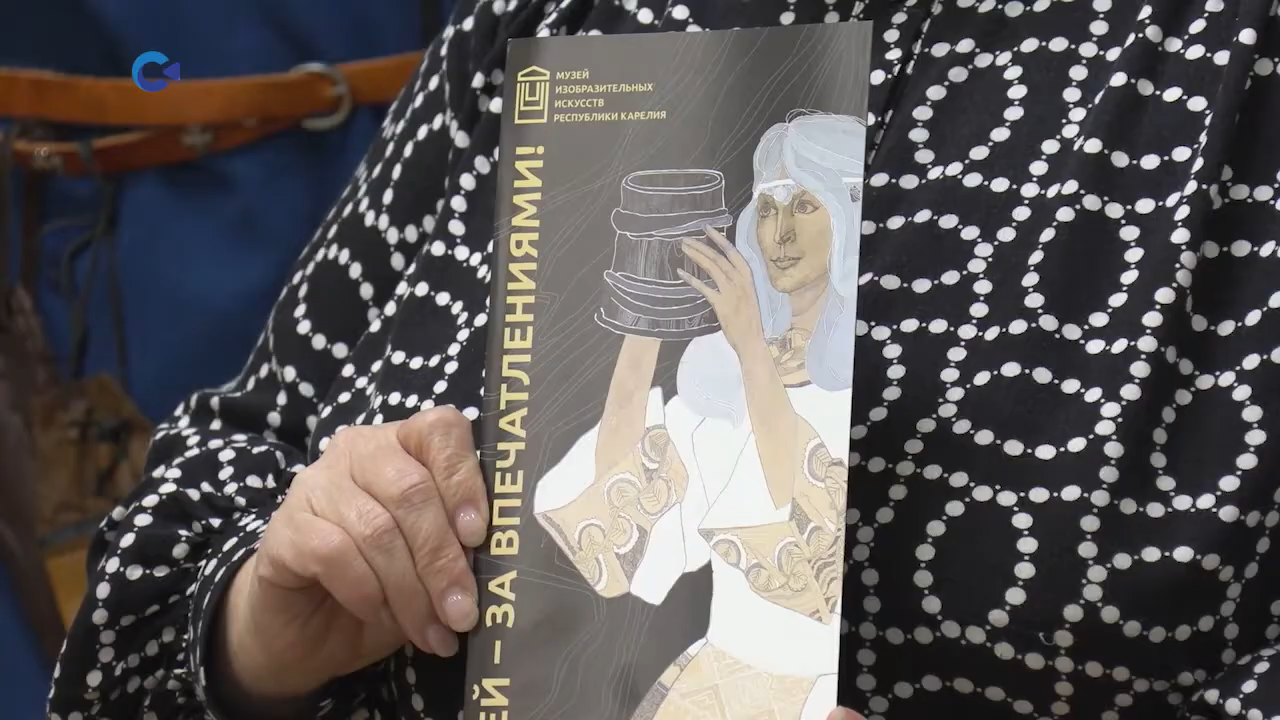 МУЗЕЙ
ИЗОБРАЗИТЕЛЬНЫХ
ИСКУССТВ
РЕСПУБЛИКИ КАРЕЛИЯ
ЕЙ – ЗА ВПЕЧАТЛЕНИЯМИ!